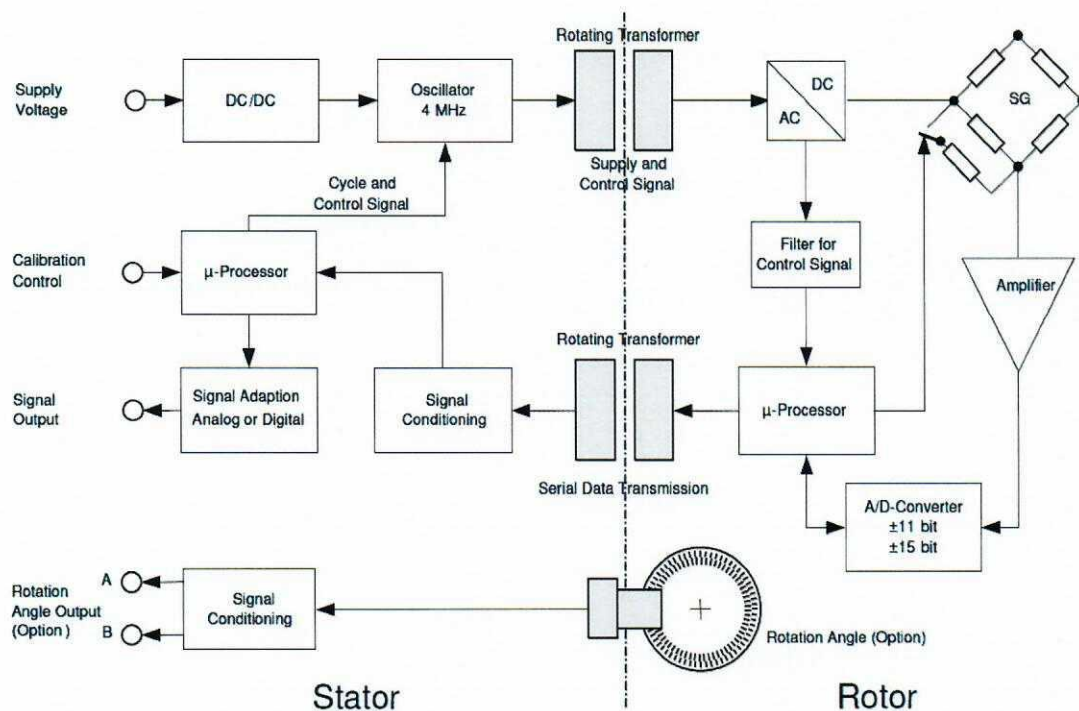 Rotating Transformer
Supply
Voltage
DC/DC
Oscillator
4 MHz
DC
AC
SG
Supply and
Control Signal
Cycle and
Control Signal
Calibration
Control
µ-Processor
Filter for
Control Signal
Amplifier
Rotating Transformer
Signal
Output
Signal Adaption
Analog or Digital
Signal
Conditioning
µ-Processor
Serial Data Transmission
A/D-Converter
±11 bit
±15 bit
Rotation
Angle Output
(Option )
A
B
Signal
Conditioning
Rotation Angle (Option)
Stator
Rotor